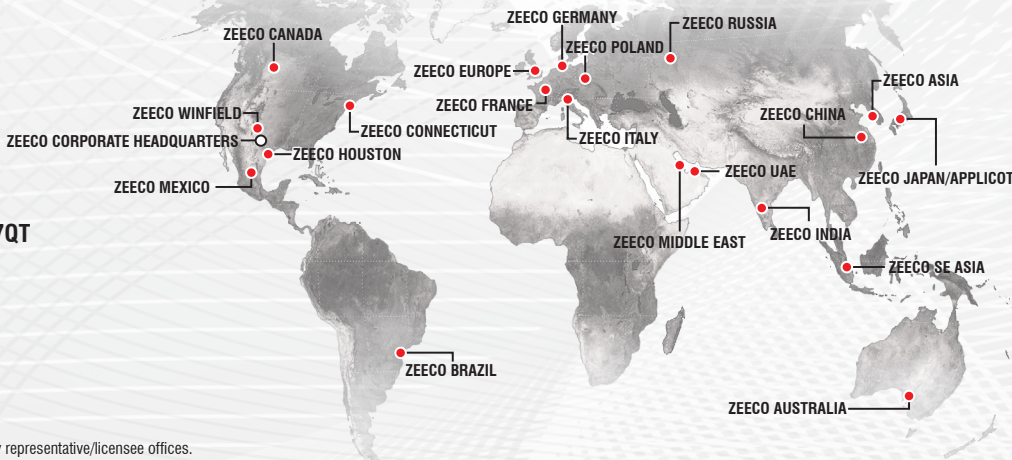 ZEECO GERMANY
ZEECO RUSSIA
ZEECO CANADA
ZEECO POLAND
ZEECO EUROPE
ZEECO ASIA
ZEECO FRANCE
ZEECO WINFIELD
ZEECO CHINA
ZEECO CONNECTICUT
ZEECO ITALY
ZEECO CORPORATE HEADQUARTERS
ZEECO HOUSTON
ZEECO UAE
ZEECO JAPAN/APPLICOT
ZEECO MEXICO
/QT
ZEECO INDIA
ZEECO MIDDLE EAST
ZEECO SE ASIA
ZEECO BRAZIL
ZEECO AUSTRALIA
representative/licensee offices.